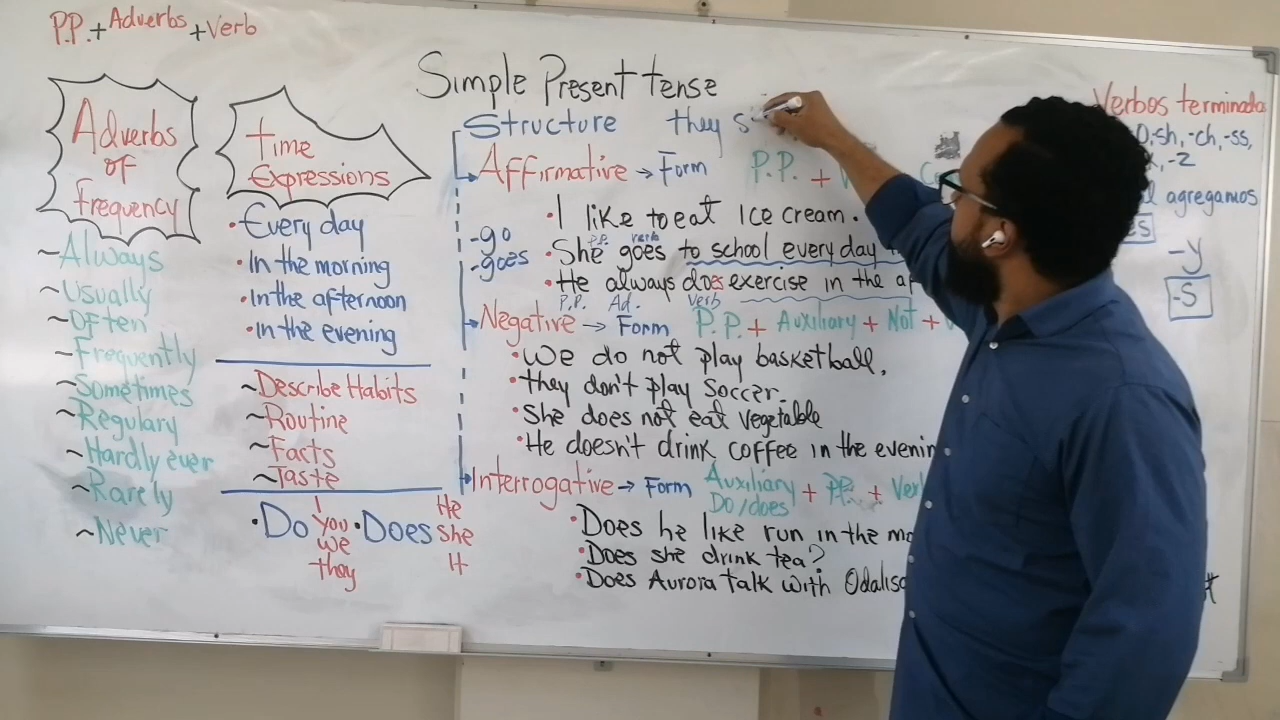 P.P. + Adverbs + Verb
Adverbs
of
Frequency
~Always
~Usually
~Often
~Frequently
~Sometimes
~Regulary
~Hardly ever
~Rarely
~Never
Time
Expressions
•Every day
•In the morning
•In the afternoon
•In the evening
~Describe Habits
~Routine
~Facts
~Taste
•Do I you we they
•Does He she It
Simple Present tense
Structure they
Affirmative → Form P.P. +
•I like to eat Ice cream.
-go
-goes
•She goes to school every day
P.P. verb
•He always does exercise in the
P.P. Ad. Verb
Negative → Form P.P. + Auxiliary + Not +
•We do not play basketball.
•they don't play soccer.
•She does not eat vegetable
•He doesn't drink coffee in the
Interrogative → Form Auxiliary Do/does + P.P. +
•Does he like run in the
•Does she drink tea?
•Does Aurora talk with
Verbos
-sh, -ch, -ss,
-z
agregamos
-es
-y
-s